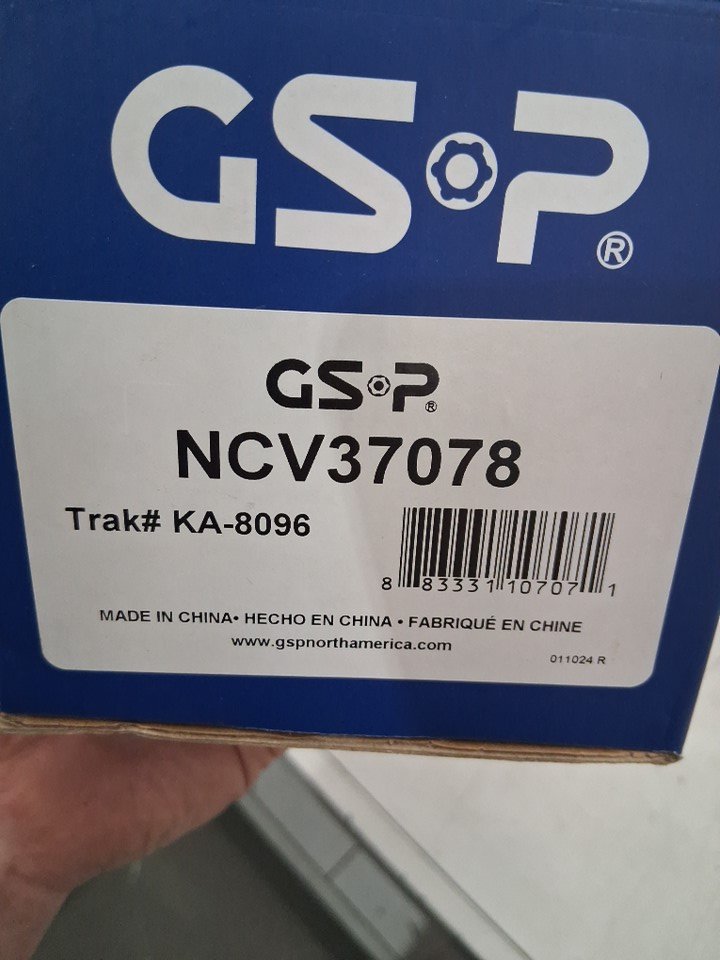 GSP®
GSP®
NCV37078
Trak# KA-8096
8 83331 10707 1
MADE IN CHINA• HECHO EN CHINA • FABRIQUÉ EN CHINE
www.gspnorthamerica.com
011024 R